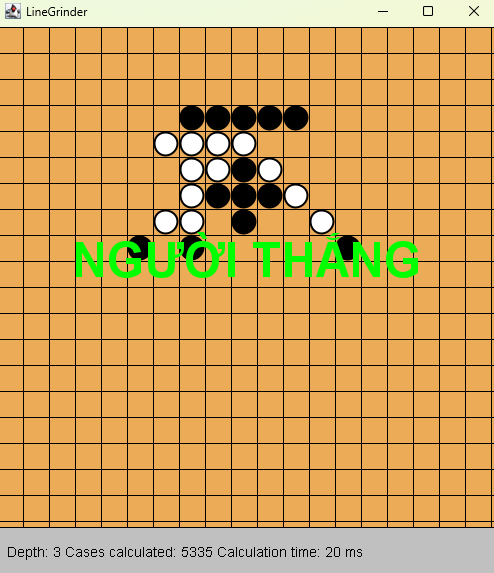 LineGrinder
NGƯỜI THẮNG
Depth: 3 Cases calculated: 5335 Calculation time: 20 ms